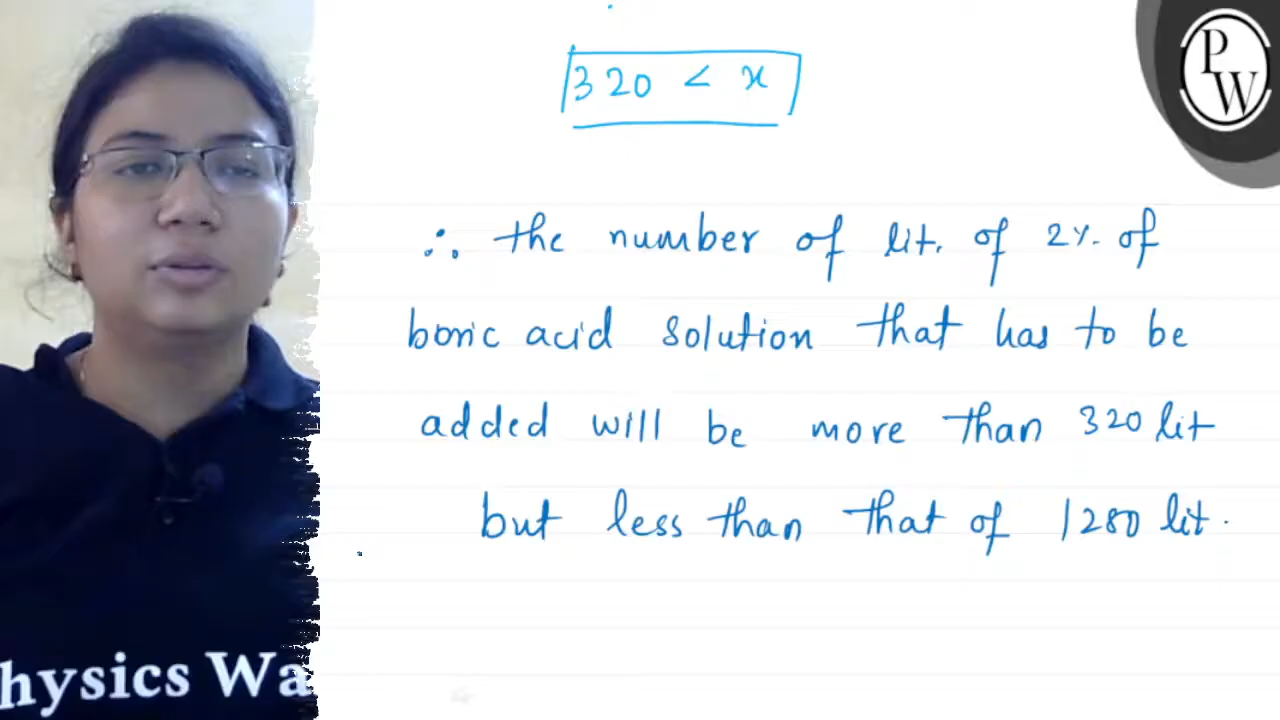 320 < x
∴ the number of lit. of 2%. of
boric acid solution that has to be
added will be more than 320 lit
but less than that of 1280 lit.
PW
hysics Wa